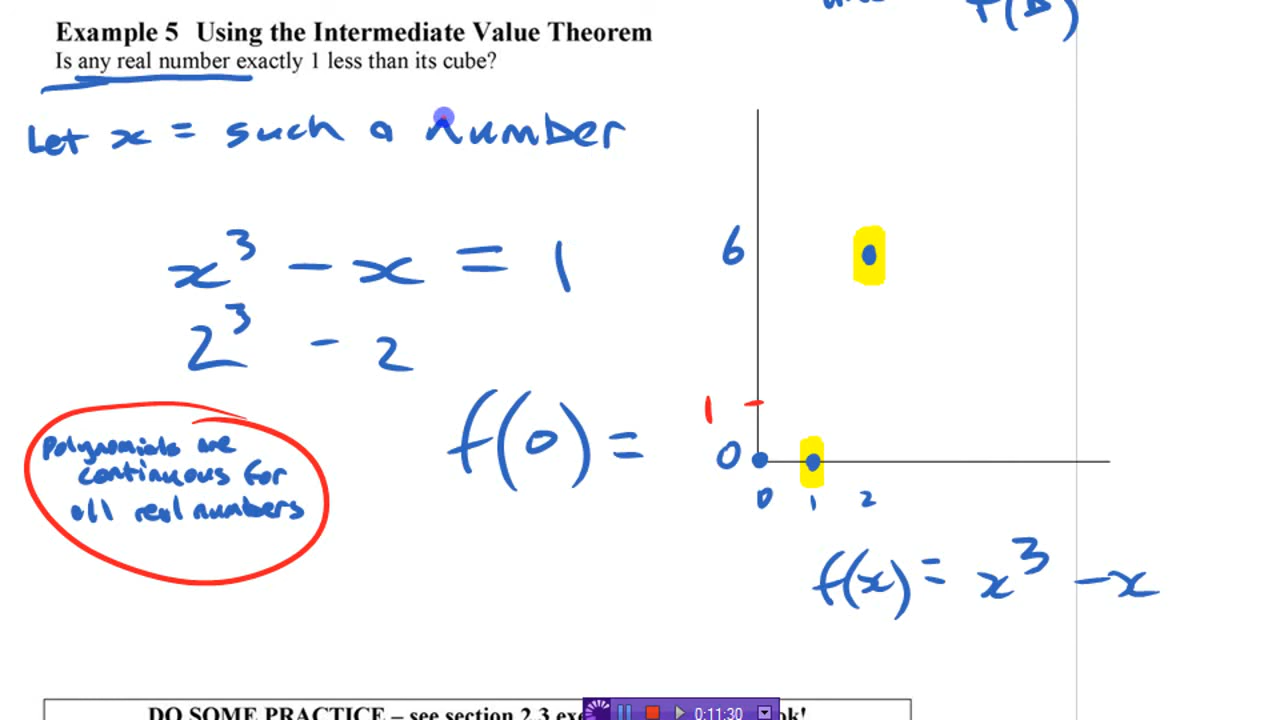 f(b)
Example 5 Using the Intermediate Value Theorem
Is any real number exactly 1 less than its cube?
Let x = such a number
x³ - x = 1
2³ - 2
6
1
0
0 1 2
f(0) =
Polynomials are
continuous for
all real numbers
f(x) = x³ - x
DO SOME PRACTICE – see section 2.3 exe
ok!
0:11:30